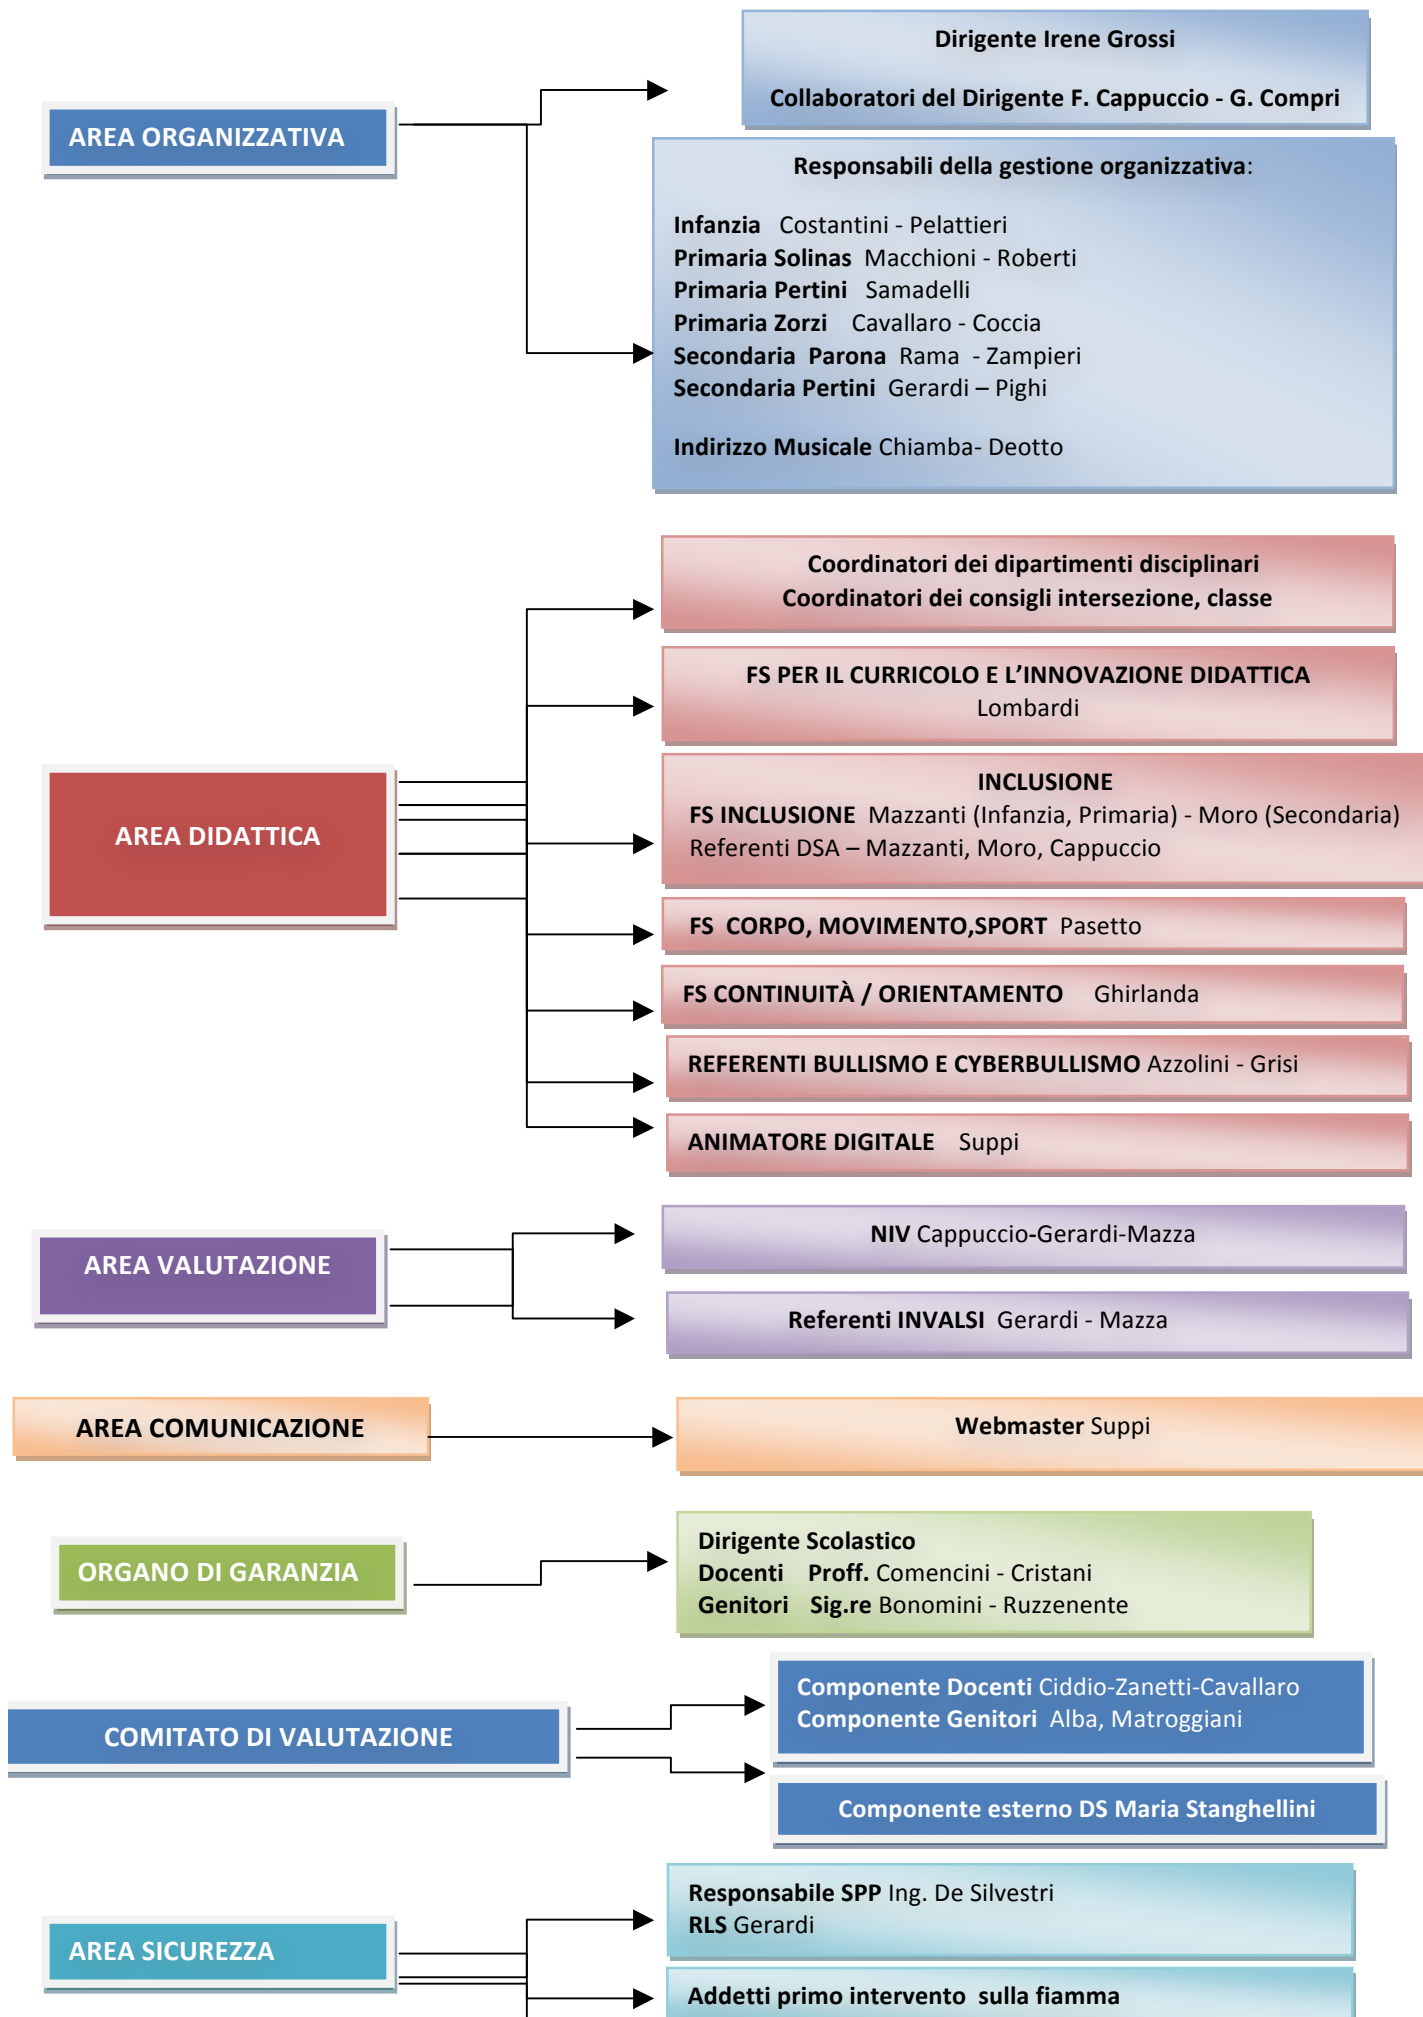 AREA ORGANIZZATIVA
Dirigente Irene Grossi
Collaboratori del Dirigente F. Cappuccio - G. Compri
Responsabili della gestione organizzativa:
Infanzia Costantini - Pelattieri
Primaria Solinas Macchioni - Roberti
Primaria Pertini Samadelli
Primaria Zorzi Cavallaro - Coccia
Secondaria Parona Rama - Zampieri
Secondaria Pertini Gerardi – Pighi
Indirizzo Musicale Chiamba- Deotto
AREA DIDATTICA
Coordinatori dei dipartimenti disciplinari
Coordinatori dei consigli intersezione, classe
FS PER IL CURRICOLO E L’INNOVAZIONE DIDATTICA
Lombardi
INCLUSIONE
FS INCLUSIONE Mazzanti (Infanzia, Primaria) - Moro (Secondaria)
Referenti DSA – Mazzanti, Moro, Cappuccio
FS CORPO, MOVIMENTO,SPORT Pasetto
FS CONTINUITÀ / ORIENTAMENTO Ghirlanda
REFERENTI BULLISMO E CYBERBULLISMO Azzolini - Grisi
ANIMATORE DIGITALE Suppi
AREA VALUTAZIONE
NIV Cappuccio-Gerardi-Mazza
Referenti INVALSI Gerardi - Mazza
AREA COMUNICAZIONE
Webmaster Suppi
ORGANO DI GARANZIA
Dirigente Scolastico
Docenti Proff. Comencini - Cristani
Genitori Sig.re Bonomini - Ruzzenente
COMITATO DI VALUTAZIONE
Componente Docenti Ciddio-Zanetti-Cavallaro
Componente Genitori Alba, Matroggiani
Componente esterno DS Maria Stanghellini
AREA SICUREZZA
Responsabile SPP Ing. De Silvestri
RLS Gerardi
Addetti primo intervento sulla fiamma